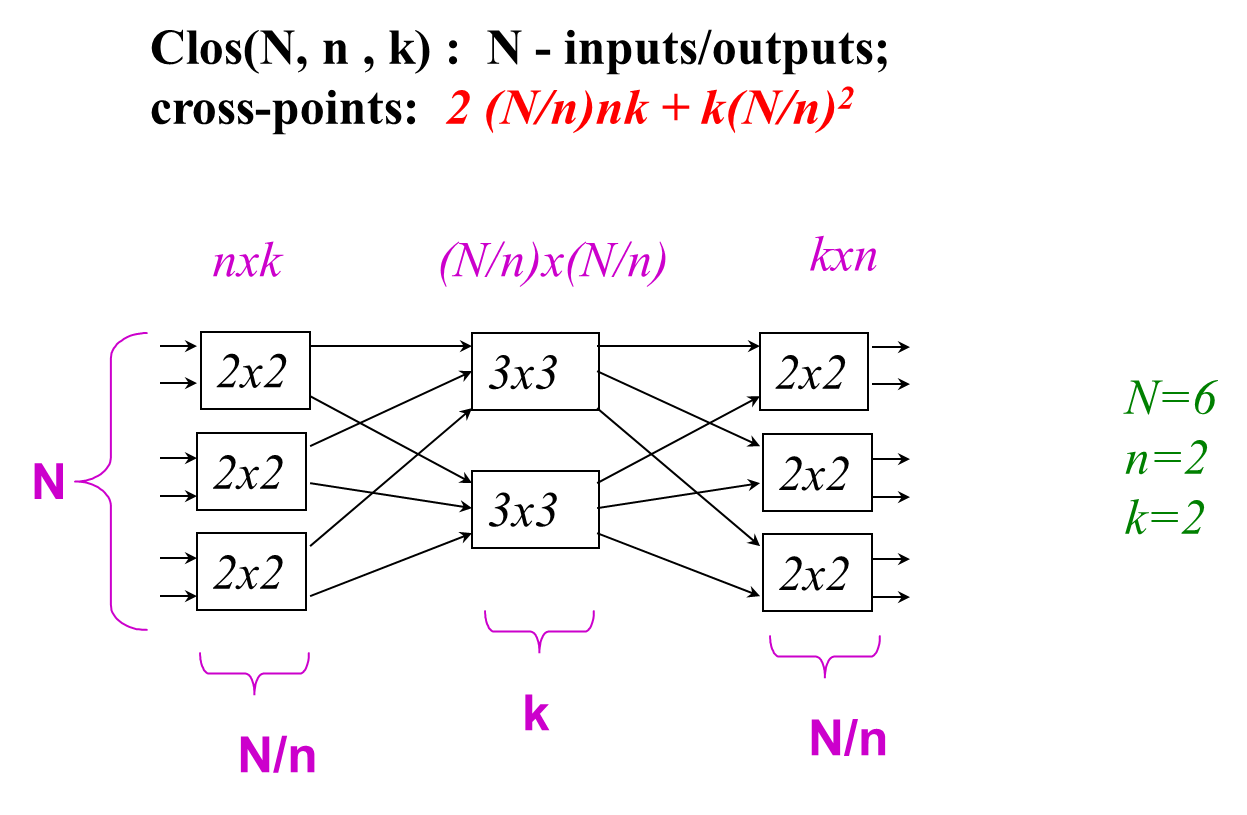 Clos(N, n , k) : N - inputs/outputs;
cross-points: 2 (N/n)nk + k(N/n)²
nxk
(N/n)x(N/n)
kxn
2x2
3x3
2x2
N=6
2x2
2x2
n=2
N
3x3
k=2
2x2
2x2
k
N/n
N/n